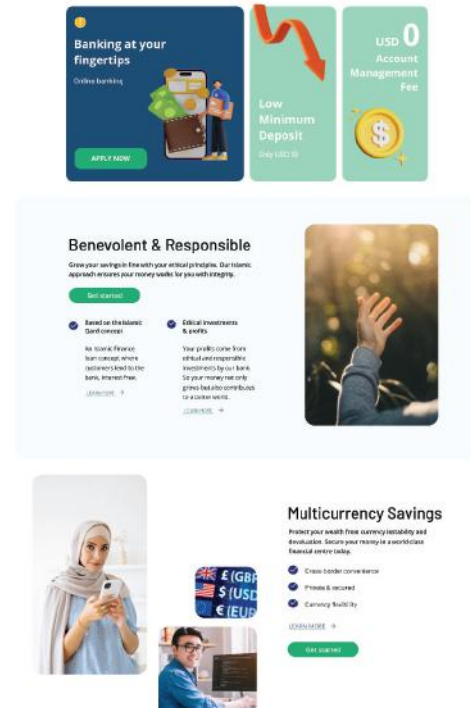 Banking at your
fingertips
Online banking
APPLY NOW
Low
Minimum
Deposit
Only USD 10
USD 0
Account
Management
Fee
Benevolent & Responsible
Grow your savings in line with your ethical principles. Our Islamic
approach ensures your money works for you with integrity.
Get started
Based on the Islamic
Qard concept
An Islamic Finance
loan concept where
customers lend to the
bank, interest free.
LEARN MORE
Ethical investments
& profits
Your profits come from
ethical and responsible
investments by our bank.
So your money not only
grows but also contributes
to a better world.
LEARN MORE
Multicurrency Savings
Protect your wealth from currency instability and
devaluation. Secure your money in a world-class
financial centre today.
Cross-border convenience
Private & secured
Currency flexibility
LEARN MORE
Get started
£ (GBP
$ (USD
€ (EUR